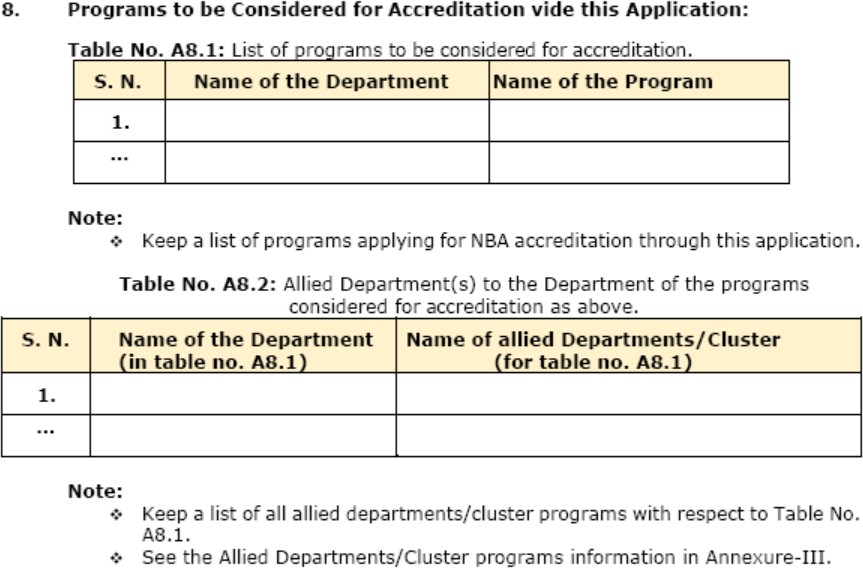 8. Programs to be Considered for Accreditation vide this Application:
Table No. A8.1: List of programs to be considered for accreditation.
S. N. Name of the Department Name of the Program
1.
...
Note:
❖ Keep a list of programs applying for NBA accreditation through this application.
Table No. A8.2: Allied Department(s) to the Department of the programs
considered for accreditation as above.
S. N. Name of the Department Name of allied Departments/Cluster
(in table no. A8.1) (for table no. A8.1)
1.
...
Note:
❖ Keep a list of all allied departments/cluster programs with respect to Table No.
A8.1.
❖ See the Allied Departments/Cluster programs information in Annexure-III.